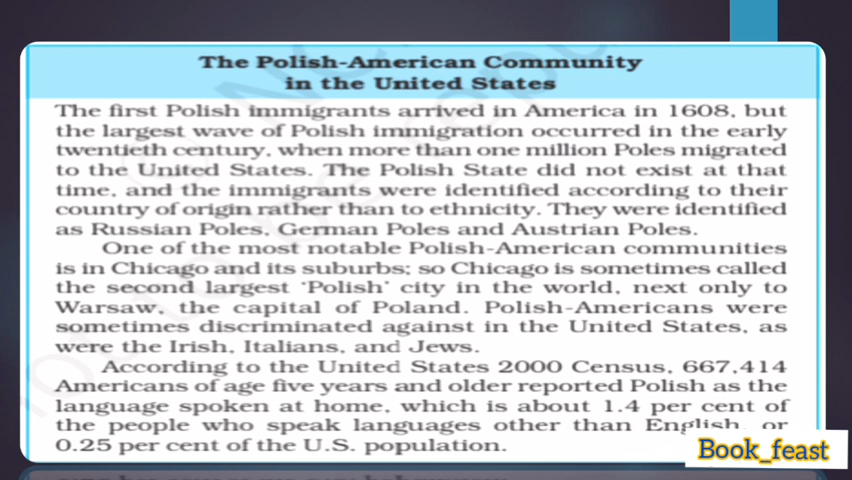 The Polish-American Community
in the United States
The first Polish immigrants arrived in America in 1608, but
the largest wave of Polish immigration occurred in the early
twentieth century, when more than one million Poles migrated
to the United States. The Polish State did not exist at that
time, and the immigrants were identified according to their
country of origin rather than to ethnicity. They were identified
as Russian Poles, German Poles and Austrian Poles.
One of the most notable Polish-American communities
is in Chicago and its suburbs; so Chicago is sometimes called
the second largest 'Polish' city in the world, next only to
Warsaw, the capital of Poland. Polish-Americans were
sometimes discriminated against in the United States, as
were the Irish, Italians, and Jews.
According to the United States 2000 Census, 667,414
Americans of age five years and older reported Polish as the
language spoken at home, which is about 1.4 per cent of
the people who speak languages other than English, or
0.25 per cent of the U.S. population.
Book_feast